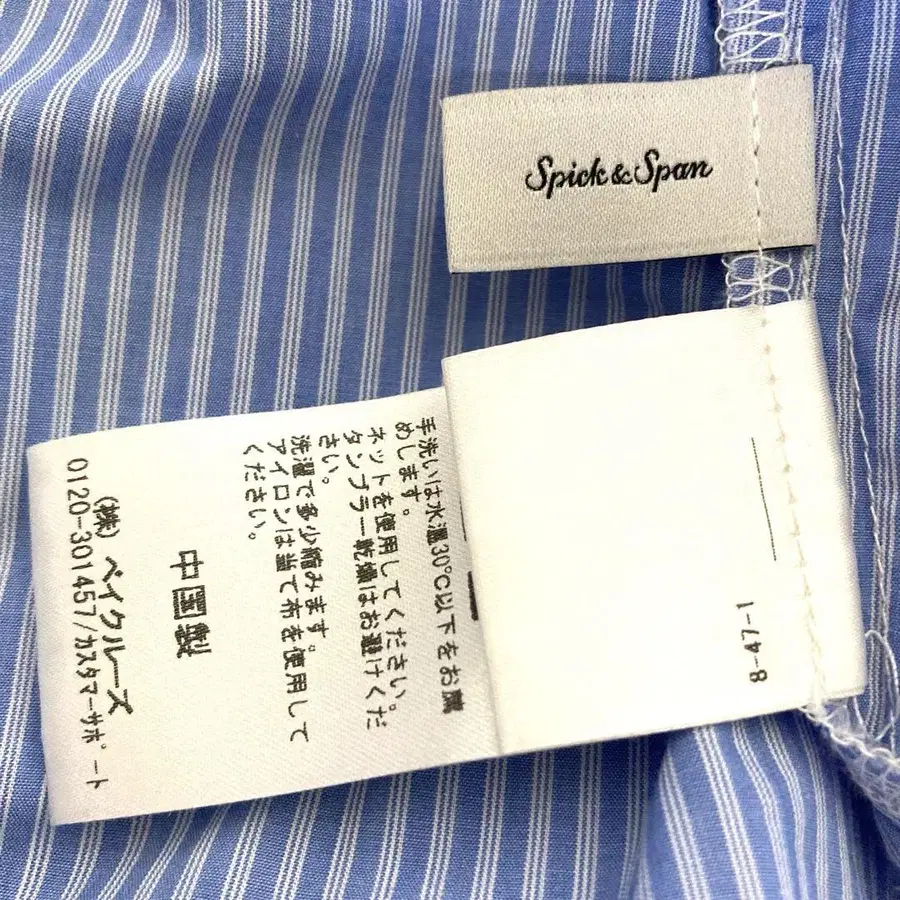 Spick & Span
手洗いは水温30℃以下をお薦
めします。
ネットを使用してください。
タンブラー乾燥はお避けくだ
さい。
洗濯で多少縮みます。
アイロンは当て布を使用して
ください。
中国製
(株)ベイクルーズ
0120-301457/カスタマーサポート
8-47-1